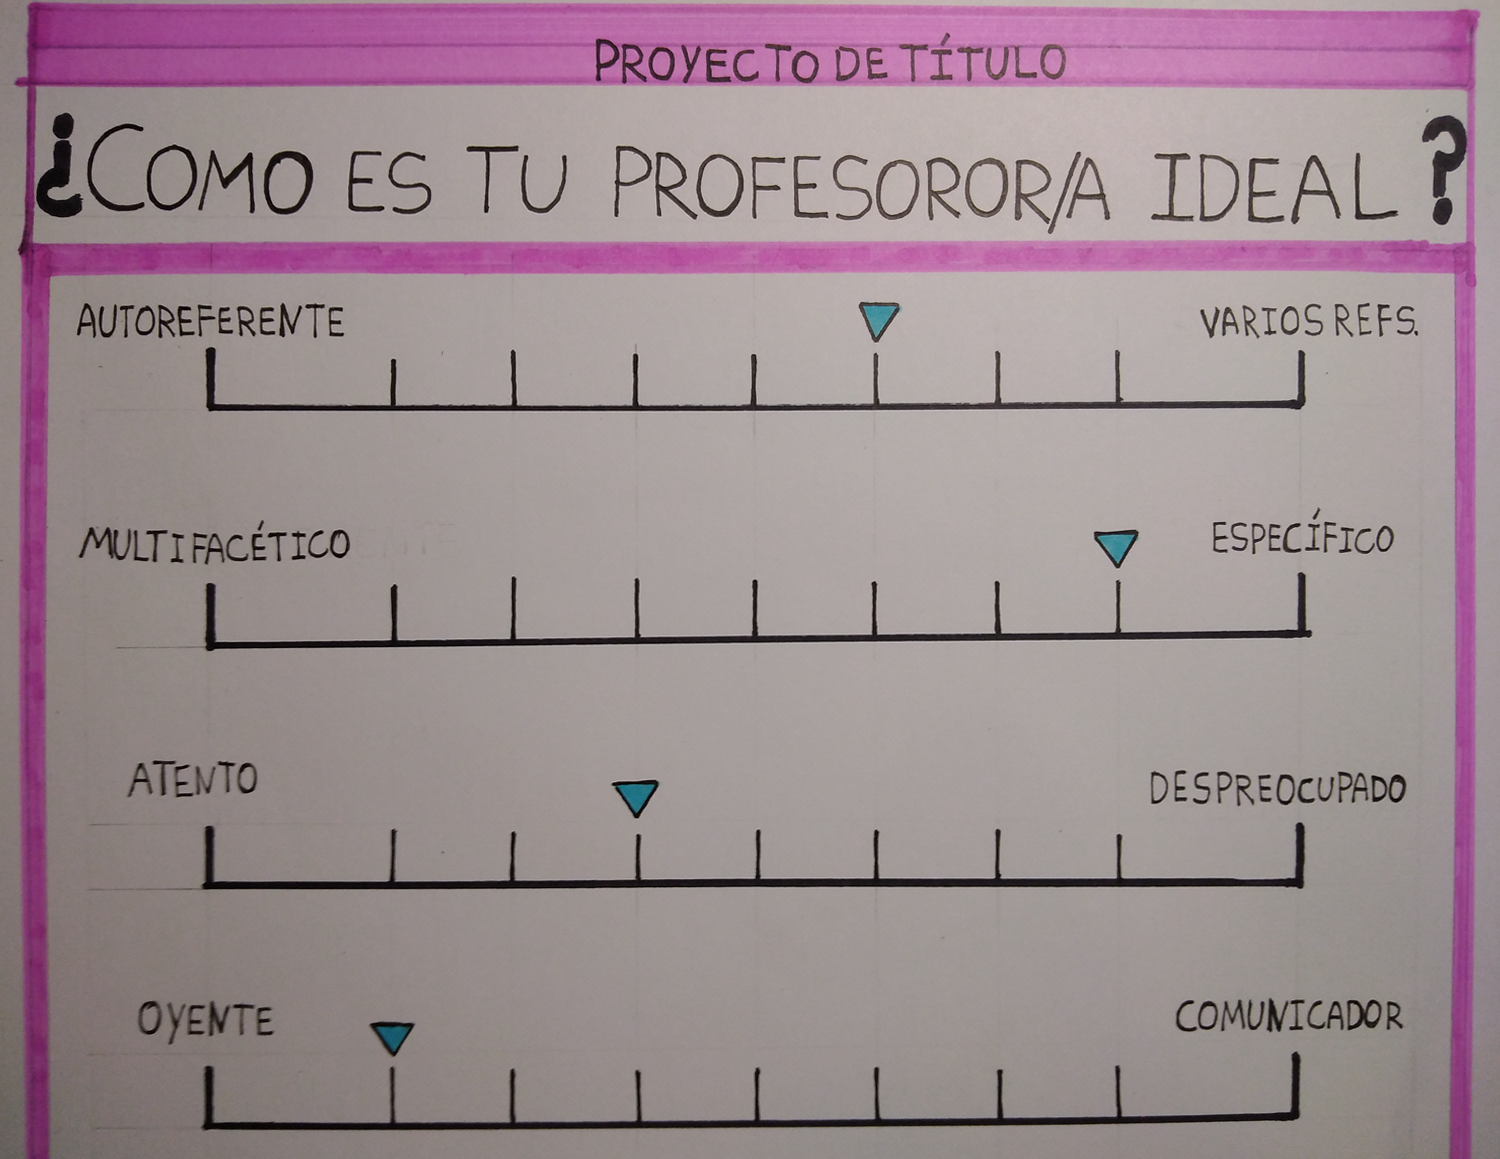 PROYECTO DE TÍTULO
¿COMO ES TU PROFESOROR/A IDEAL?
AUTOREFERENTE
VARIOS REFS.
MULTIFACÉTICO
ESPECÍFICO
ATENTO
DESPREOCUPADO
OYENTE
COMUNICADOR